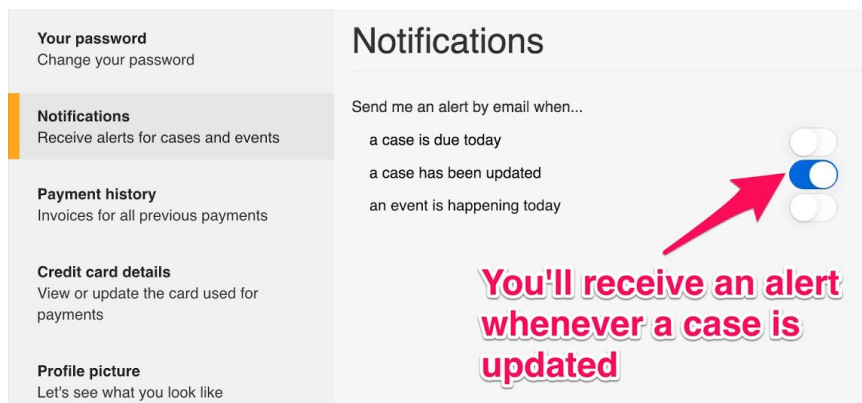 Your password
Change your password
Notifications
Receive alerts for cases and events
Payment history
Invoices for all previous payments
Credit card details
View or update the card used for
payments
Profile picture
Let's see what you look like
Notifications
Send me an alert by email when...
a case is due today
a case has been updated
an event is happening today
You'll receive an alert
whenever a case is
updated